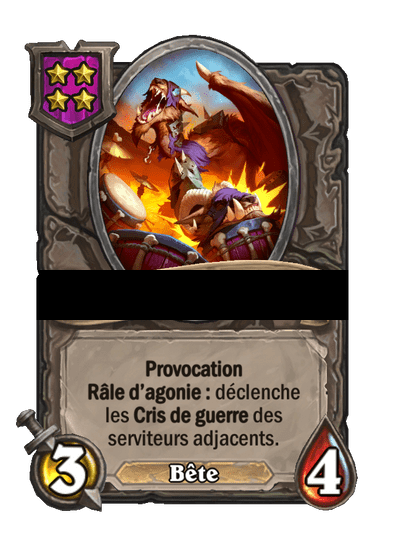 Provocation
Râle d'agonie : déclenche
les Cris de guerre des
serviteurs adjacents.
3
Bête
4